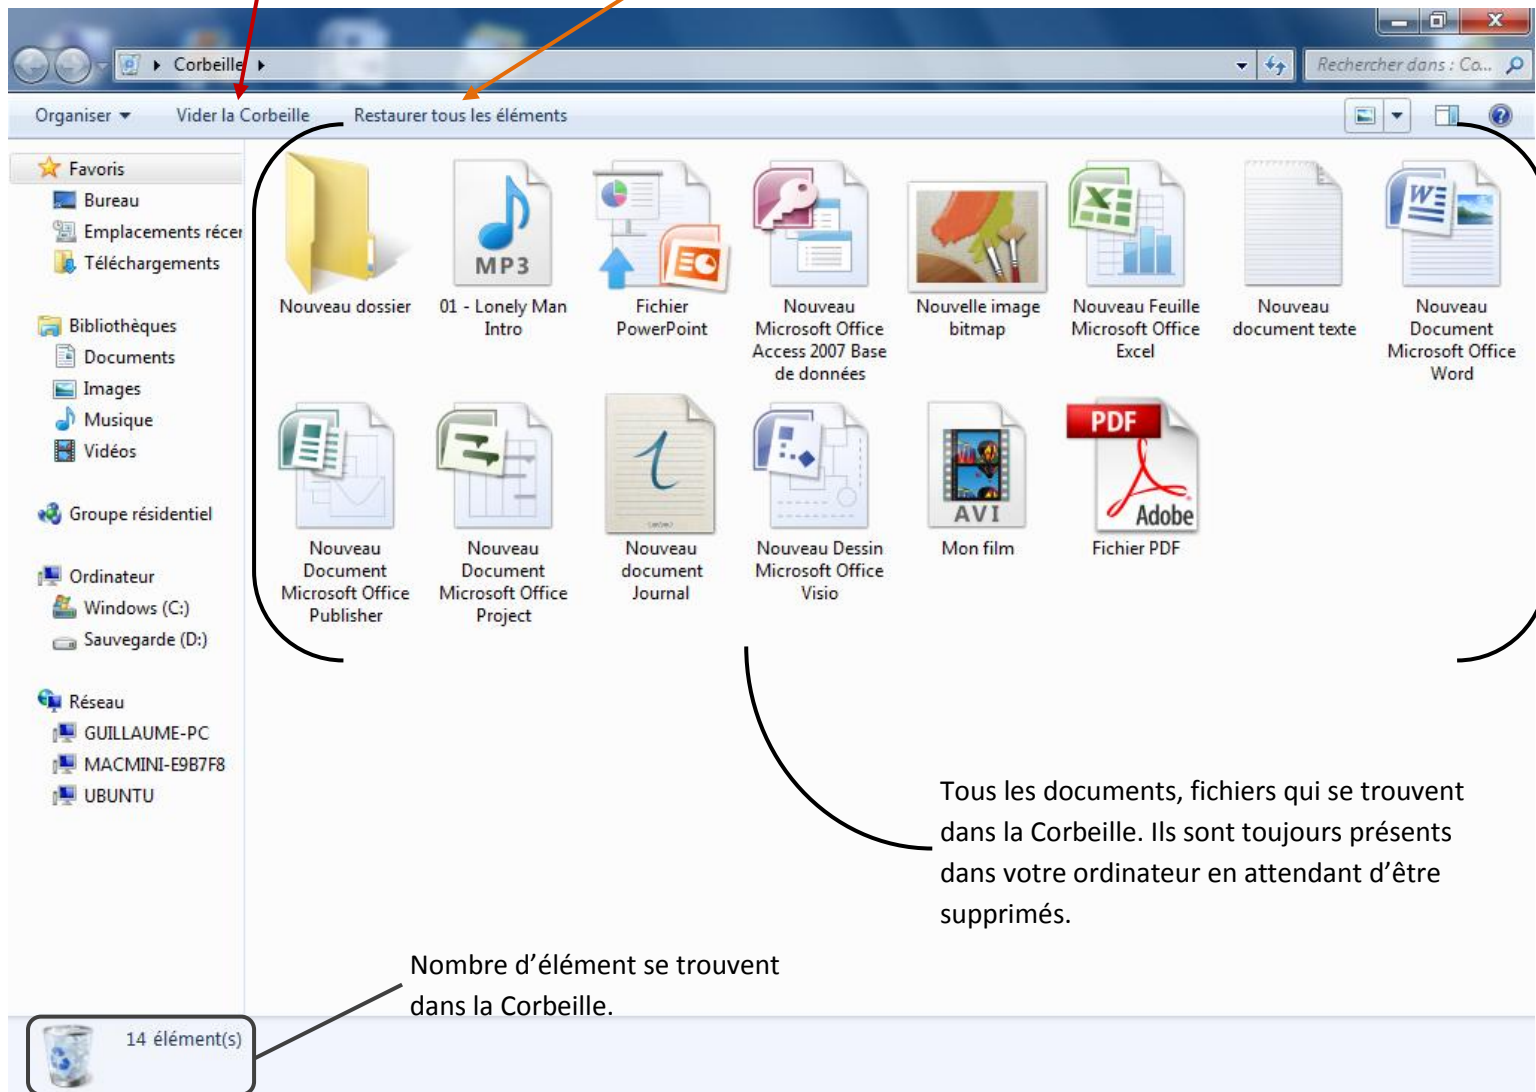 Corbeille
Rechercher dans : Co...
Organiser
Vider la Corbeille
Restaurer tous les éléments
Favoris
Bureau
Emplacements récer
Téléchargements
Bibliothèques
Documents
Images
Musique
Vidéos
Groupe résidentiel
Ordinateur
Windows (C:)
Sauvegarde (D:)
Réseau
GUILLAUME-PC
MACMINI-E9B7F8
UBUNTU
Nouveau dossier
MP3
01 - Lonely Man
Intro
Fichier
PowerPoint
Nouveau
Microsoft Office
Access 2007 Base
de données
Nouvelle image
bitmap
Nouveau Feuille
Microsoft Office
Excel
Nouveau
document texte
W
Nouveau
Document
Microsoft Office
Word
Nouveau
Document
Microsoft Office
Publisher
Nouveau
Document
Microsoft Office
Project
Nouveau
document
Journal
Nouveau Dessin
Microsoft Office
Visio
AVI
Mon film
PDF
Adobe
Fichier PDF
Tous les documents, fichiers qui se trouvent
dans la Corbeille. Ils sont toujours présents
dans votre ordinateur en attendant d’être
supprimés.
Nombre d’élément se trouvent
dans la Corbeille.
14 élément(s)